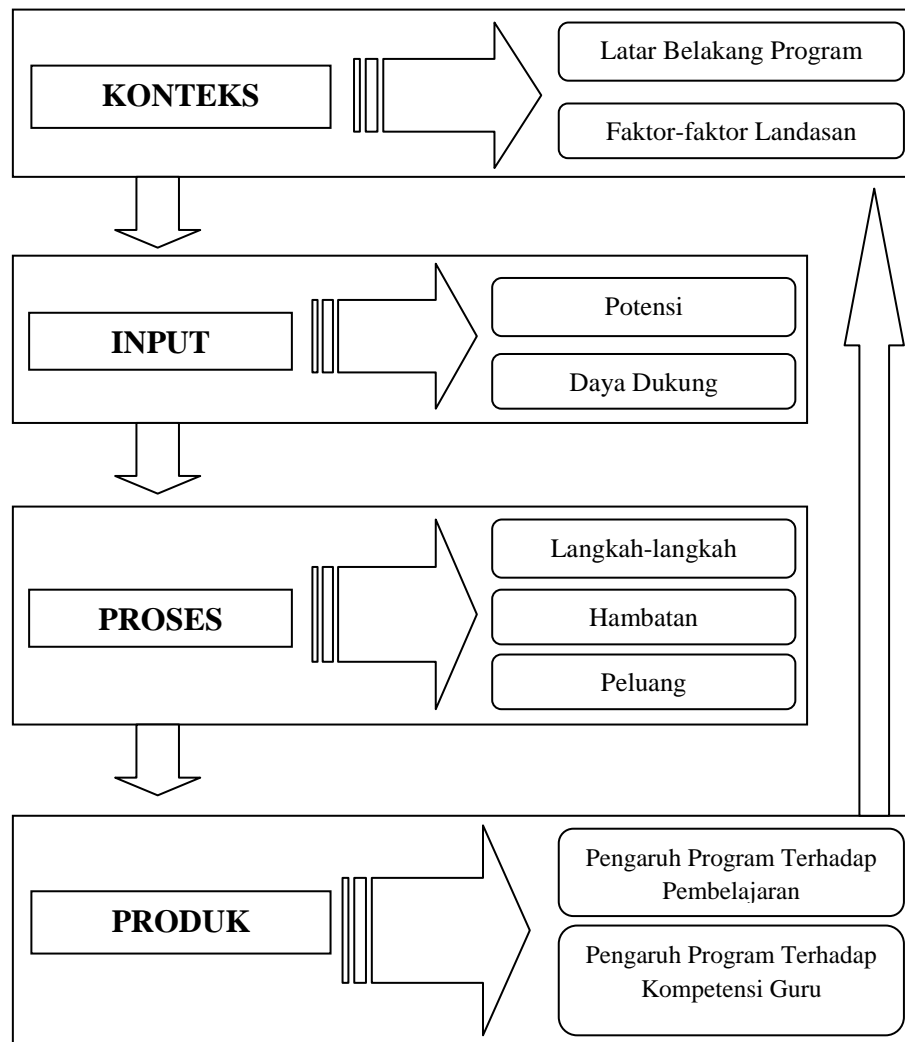 KONTEKS
Latar Belakang Program
Faktor-faktor Landasan
INPUT
Potensi
Daya Dukung
PROSES
Langkah-langkah
Hambatan
Peluang
PRODUK
Pengaruh Program Terhadap
Pembelajaran
Pengaruh Program Terhadap
Kompetensi Guru